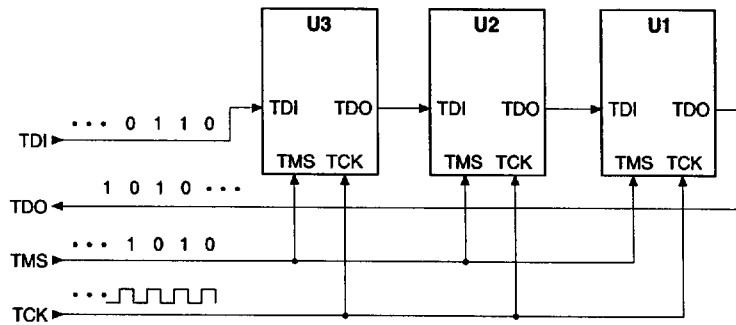 U3 U2 U1
TDI TDO TDI TDO TDI TDO
• • • 0 1 1 0
TDI
TMS TCK TMS TCK TMS TCK
1 0 1 0 • • •
TDO
• • • 1 0 1 0
TMS
• • •
TCK